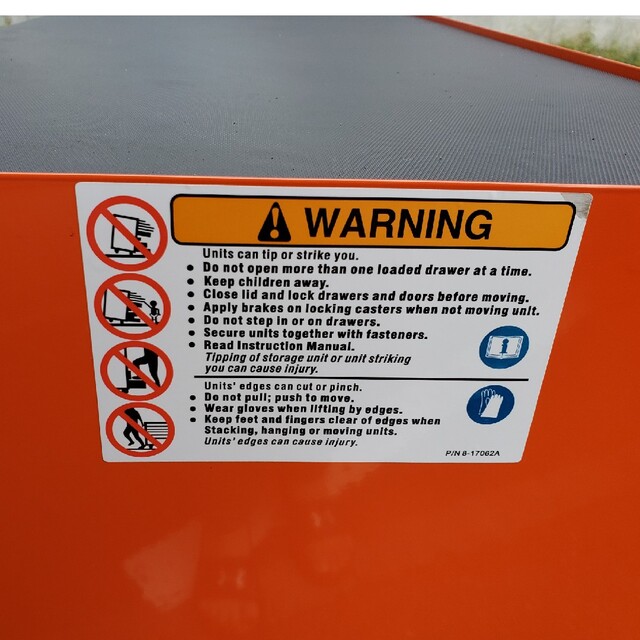 WARNING
Units can tip or strike you.
• Do not open more than one loaded drawer at a time.
• Keep children away.
• Close lid and lock drawers and doors before moving.
• Apply brakes on locking casters when not moving unit.
• Do not step in or on drawers.
• Secure units together with fasteners.
• Read Instruction Manual.
Tipping of storage unit or unit striking
you can cause injury.
Units' edges can cut or pinch.
• Do not pull; push to move.
• Wear gloves when lifting by edges.
• Keep feet and fingers clear of edges when
Stacking, hanging or moving units.
Units' edges can cause injury.
P/N 8-17062A